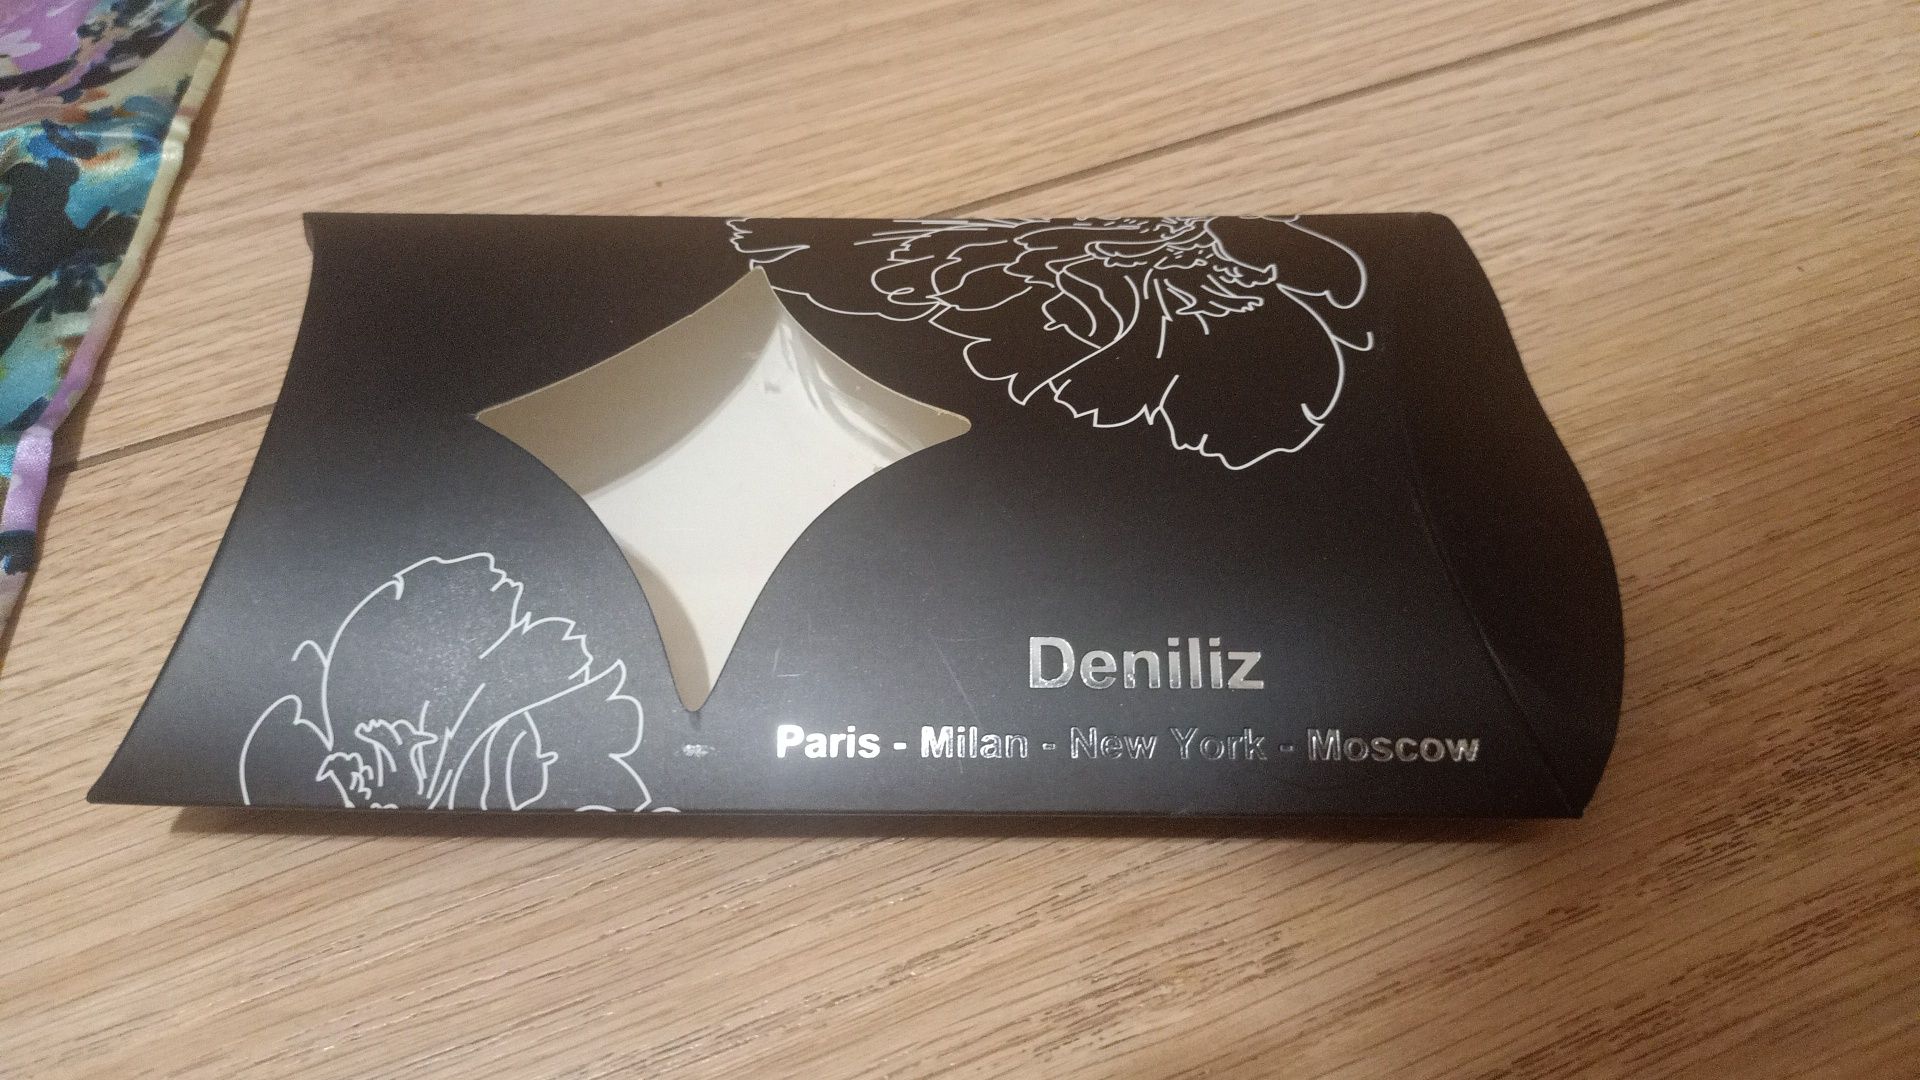 Deniliz
Paris - Milan - New York - Moscow